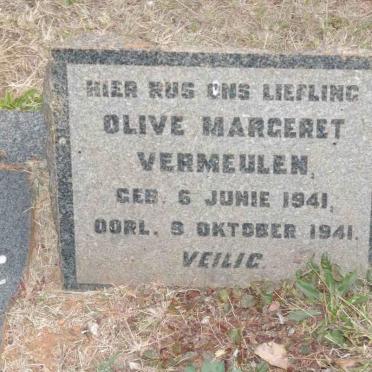 HIER RUS ONS LIEFLING
OLIVE MARGERET
VERMEULEN,
GEB. 6 JUNIE 1941,
OORL. 8 OKTOBER 1941.
VEILIG